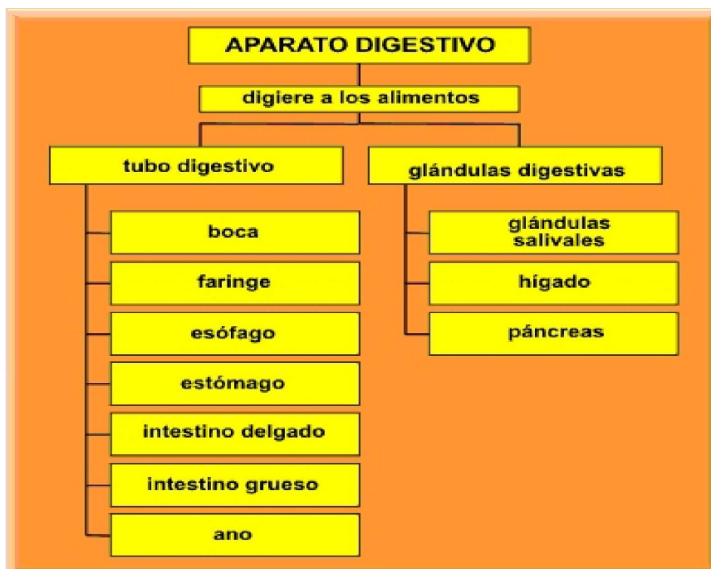 APARATO DIGESTIVO
digiere a los alimentos
tubo digestivo
boca
faringe
esófago
estómago
intestino delgado
intestino grueso
ano
glándulas digestivas
glándulas
salivales
hígado
páncreas